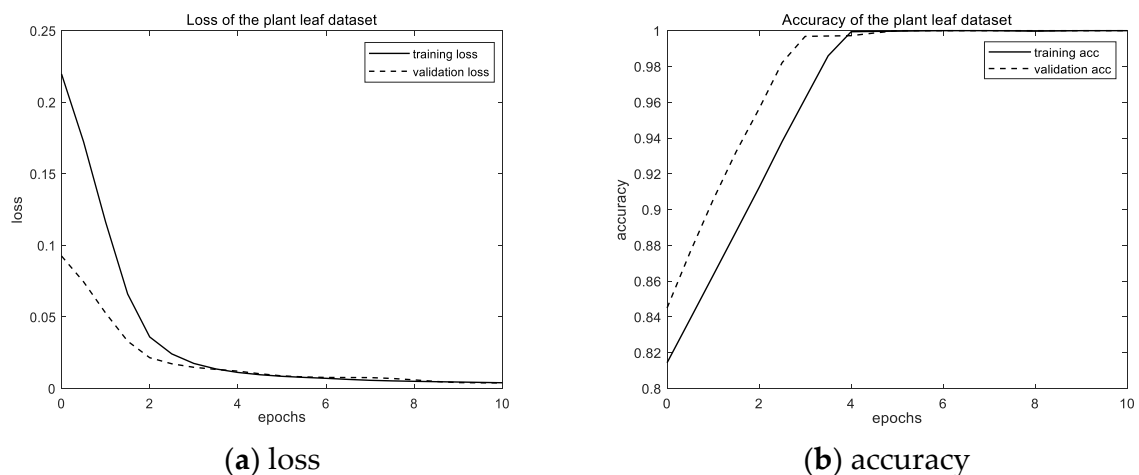 Loss of the plant leaf dataset
0.25
0.2
0.15
0.1
0.05
0
loss
training loss
validation loss
0 2 4 6 8 10
epochs
(a) loss
Accuracy of the plant leaf dataset
1
0.98
0.96
0.94
0.92
0.9
0.88
0.86
0.84
0.82
0.8
accuracy
training acc
validation acc
0 2 4 6 8 10
epochs
(b) accuracy